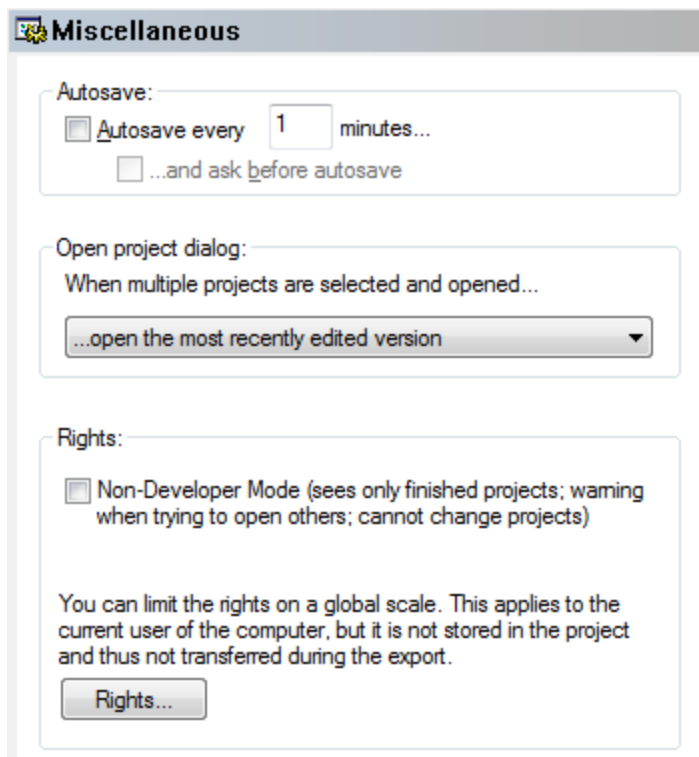 Miscellaneous
Autosave:
Autosave every 1 minutes...
...and ask before autosave
Open project dialog:
When multiple projects are selected and opened...
...open the most recently edited version
Rights:
Non-Developer Mode (sees only finished projects; warning
when trying to open others; cannot change projects)
You can limit the rights on a global scale. This applies to the
current user of the computer, but it is not stored in the project
and thus not transferred during the export.
Rights...